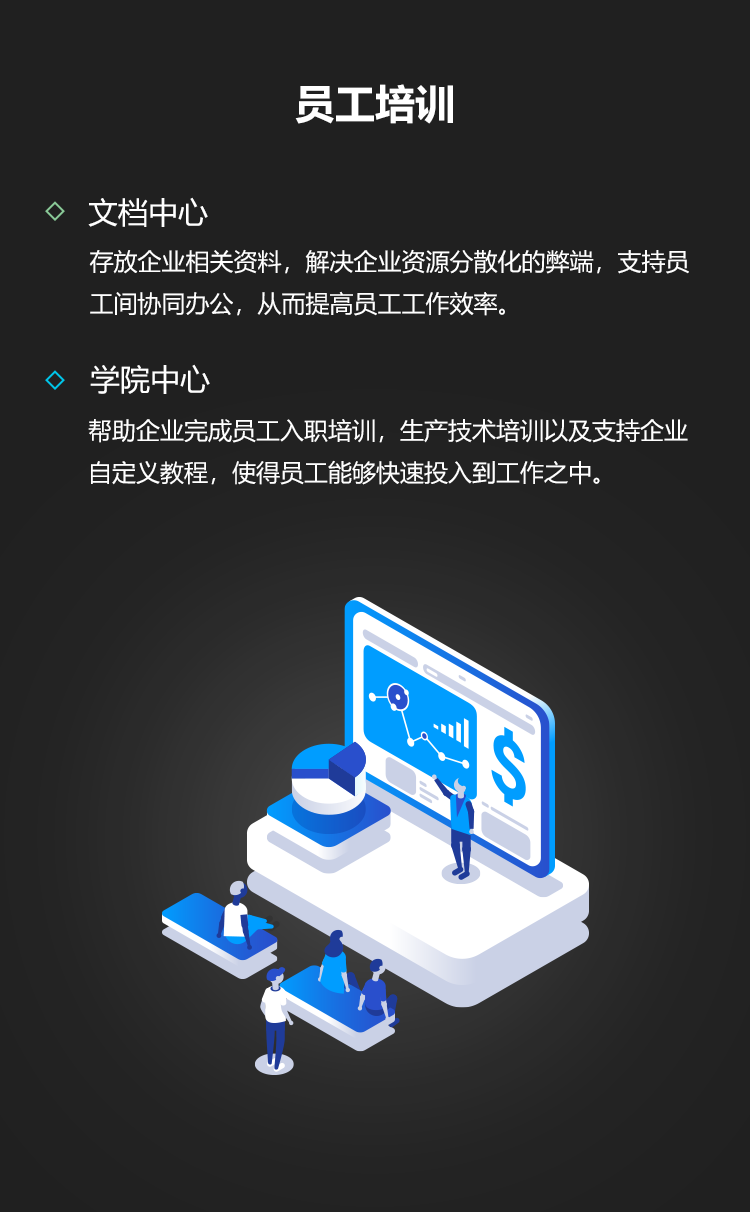 员工培训
文档中心
存放企业相关资料，解决企业资源分散化的弊端，支持员
工间协同办公，从而提高员工工作效率。
学院中心
帮助企业完成员工入职培训，生产技术培训以及支持企业
自定义教程，使得员工能够快速投入到工作之中。
$